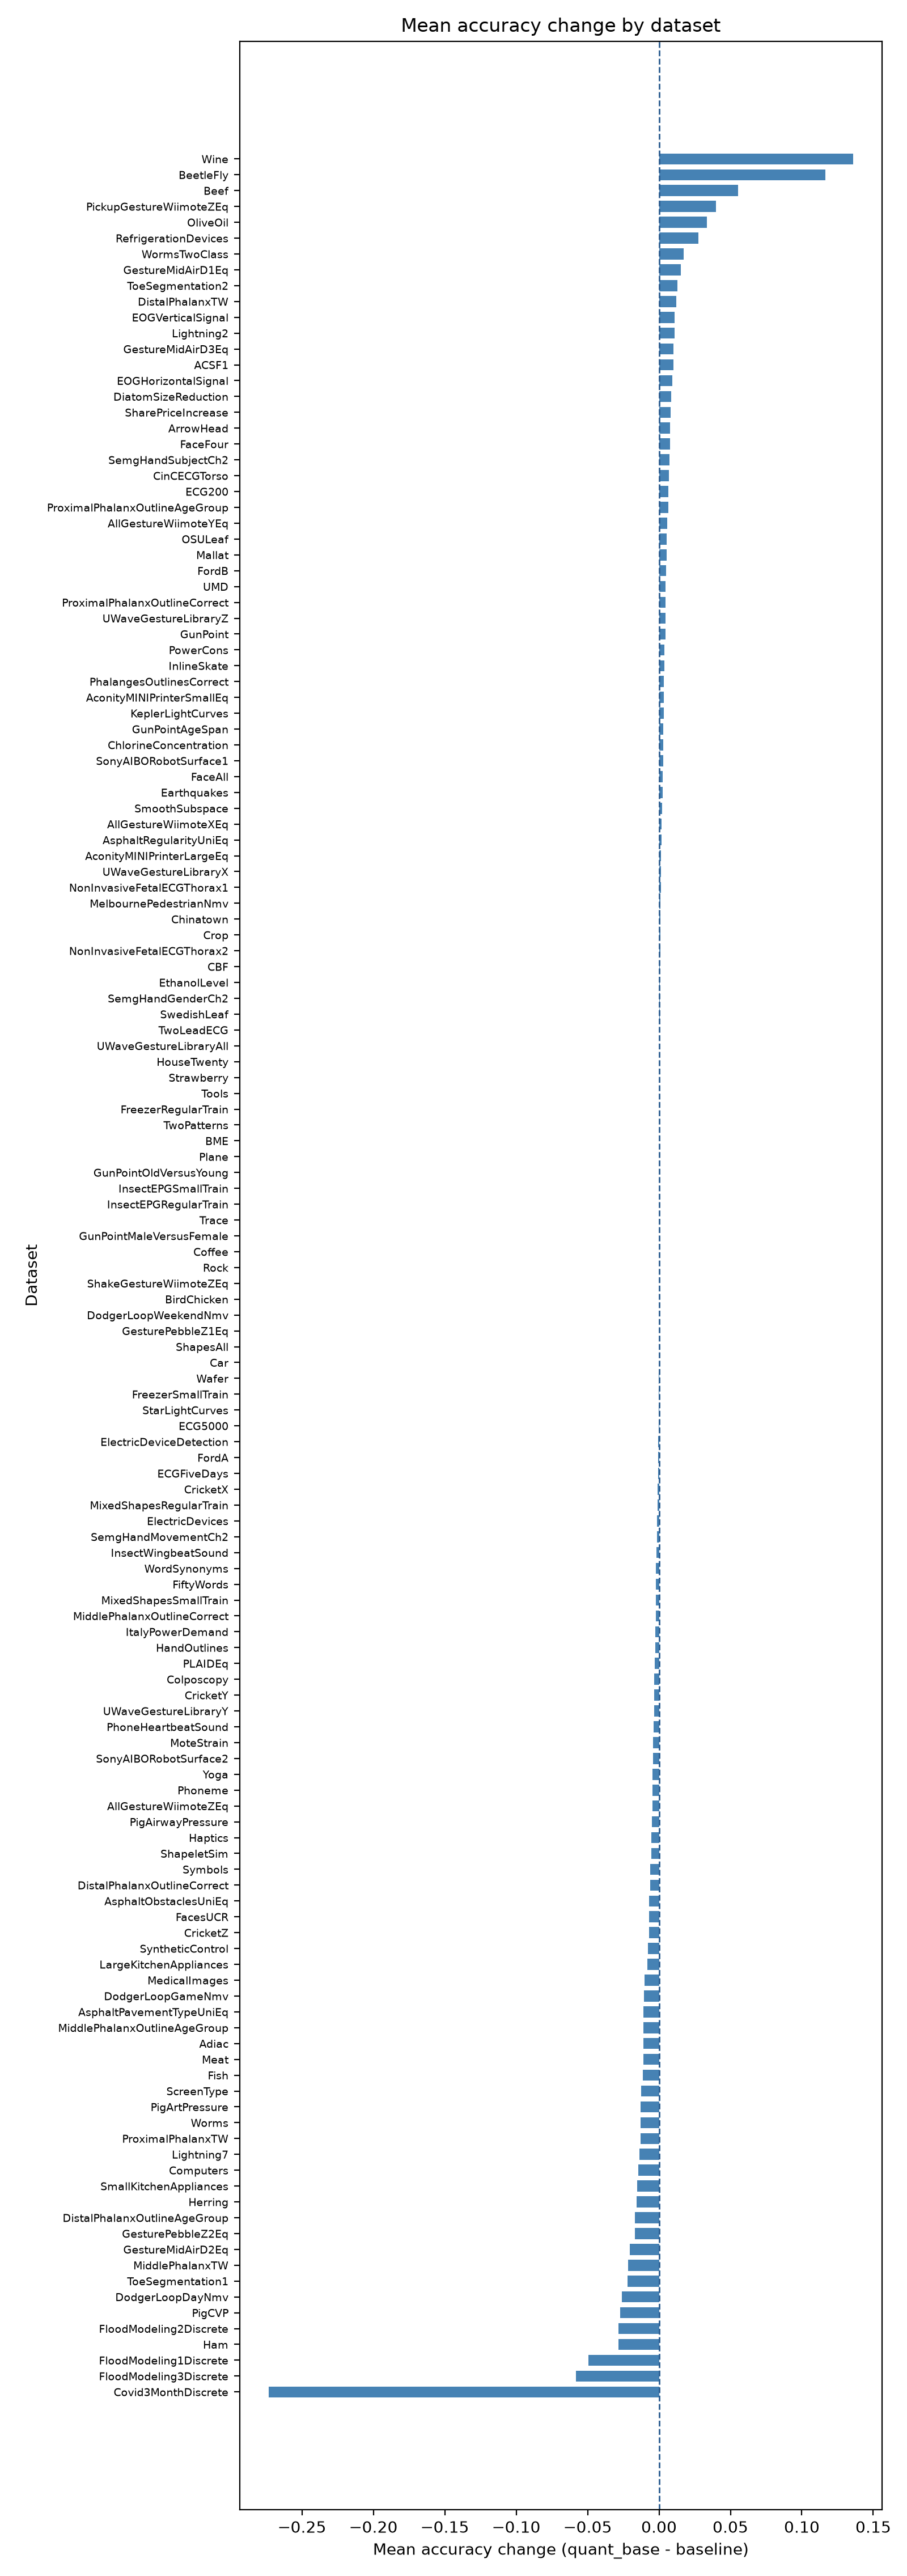 Mean accuracy change by dataset
Wine
BeetleFly
Beef
PickupGestureWiimoteZEq
OliveOil
RefrigerationDevices
WormsTwoClass
GestureMidAirD1Eq
ToeSegmentation2
DistalPhalanxTW
EOGVerticalSignal
Lightning2
GestureMidAirD3Eq
ACSF1
EOGHorizontalSignal
DiatomSizeReduction
SharePriceIncrease
ArrowHead
FaceFour
SemgHandSubjectCh2
CinCECGTorso
ECG200
ProximalPhalanxOutlineAgeGroup
AllGestureWiimoteYEq
OSULeaf
Mallat
FordB
UMD
ProximalPhalanxOutlineCorrect
UWaveGestureLibraryZ
GunPoint
PowerCons
InlineSkate
PhalangesOutlinesCorrect
AconityMINIPrinterSmallEq
KeplerLightCurves
GunPointAgeSpan
ChlorineConcentration
SonyAIBORobotSurface1
FaceAll
Earthquakes
SmoothSubspace
AllGestureWiimoteXEq
AsphaltRegularityUniEq
AconityMINIPrinterLargeEq
UWaveGestureLibraryX
NonInvasiveFetalECGThorax1
MelbournePedestrianNmv
Chinatown
Crop
NonInvasiveFetalECGThorax2
CBF
EthanolLevel
SemgHandGenderCh2
SwedishLeaf
TwoLeadECG
UWaveGestureLibraryAll
HouseTwenty
Strawberry
Tools
FreezerRegularTrain
TwoPatterns
BME
Plane
GunPointOldVersusYoung
InsectEPGSmallTrain
InsectEPGRegularTrain
Trace
GunPointMaleVersusFemale
Coffee
Rock
ShakeGestureWiimoteZEq
BirdChicken
DodgerLoopWeekendNmv
GesturePebbleZ1Eq
ShapesAll
Car
Wafer
FreezerSmallTrain
StarLightCurves
ECG5000
ElectricDeviceDetection
FordA
ECGFiveDays
CricketX
MixedShapesRegularTrain
ElectricDevices
SemgHandMovementCh2
InsectWingbeatSound
WordSynonyms
FiftyWords
MixedShapesSmallTrain
MiddlePhalanxOutlineCorrect
ItalyPowerDemand
HandOutlines
PLAIDEq
Colposcopy
CricketY
UWaveGestureLibraryY
PhoneHeartbeatSound
MoteStrain
SonyAIBORobotSurface2
Yoga
Phoneme
AllGestureWiimoteZEq
PigAirwayPressure
Haptics
ShapeletSim
Symbols
DistalPhalanxOutlineCorrect
AsphaltObstaclesUniEq
FacesUCR
CricketZ
SyntheticControl
LargeKitchenAppliances
MedicalImages
DodgerLoopGameNmv
AsphaltPavementTypeUniEq
MiddlePhalanxOutlineAgeGroup
Adiac
Meat
Fish
ScreenType
PigArtPressure
Worms
ProximalPhalanxTW
Lightning7
Computers
SmallKitchenAppliances
Herring
DistalPhalanxOutlineAgeGroup
GesturePebbleZ2Eq
GestureMidAirD2Eq
MiddlePhalanxTW
ToeSegmentation1
DodgerLoopDayNmv
PigCVP
FloodModeling2Discrete
Ham
FloodModeling1Discrete
FloodModeling3Discrete
Covid3MonthDiscrete
Dataset
−0.25 −0.20 −0.15 −0.10 −0.05 0.00 0.05 0.10 0.15
Mean accuracy change (quant_base - baseline)